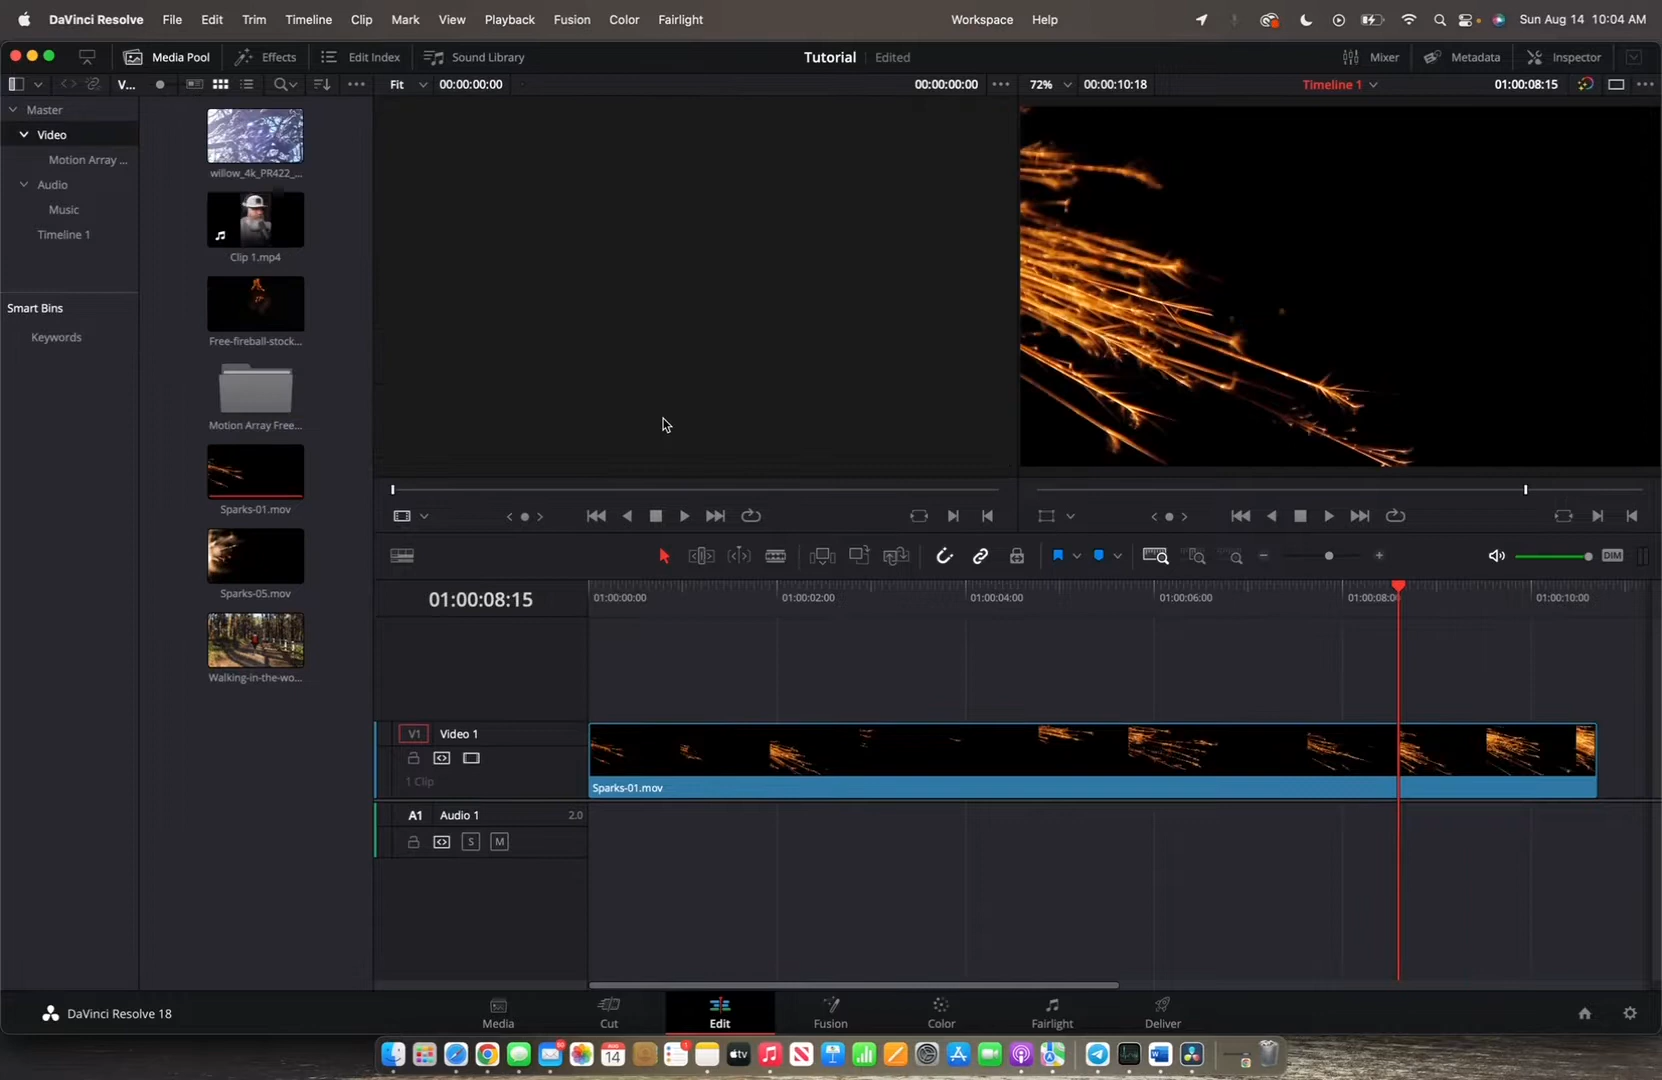 DaVinci Resolve File Edit Trim Timeline Clip Mark View Playback Fusion Color Fairlight Workspace Help Sun Aug 14 10:04 AM
Media Pool Effects Edit Index Sound Library Tutorial Edited Mixer Metadata Inspector
V... Fit 00:00:00:00 00:00:00:00 72% 00:00:10:18 Timeline 1 01:00:08:15
Master
Video
Motion Array ...
Audio
Music
Timeline 1
Smart Bins
Keywords
willow_4k_PR422_...
Clip 1.mp4
Free-fireball-stock...
Motion Array Free...
Sparks-01.mov
Sparks-05.mov
Walking-in-the-wo...
DIM
01:00:08:15
01:00:00:00 01:00:02:00 01:00:04:00 01:00:06:00 01:00:08:00 01:00:10:00
V1 Video 1
1 Clip
Sparks-01.mov
A1 Audio 1 2.0
S M
DaVinci Resolve 18
Media Cut Edit Fusion Color Fairlight Deliver